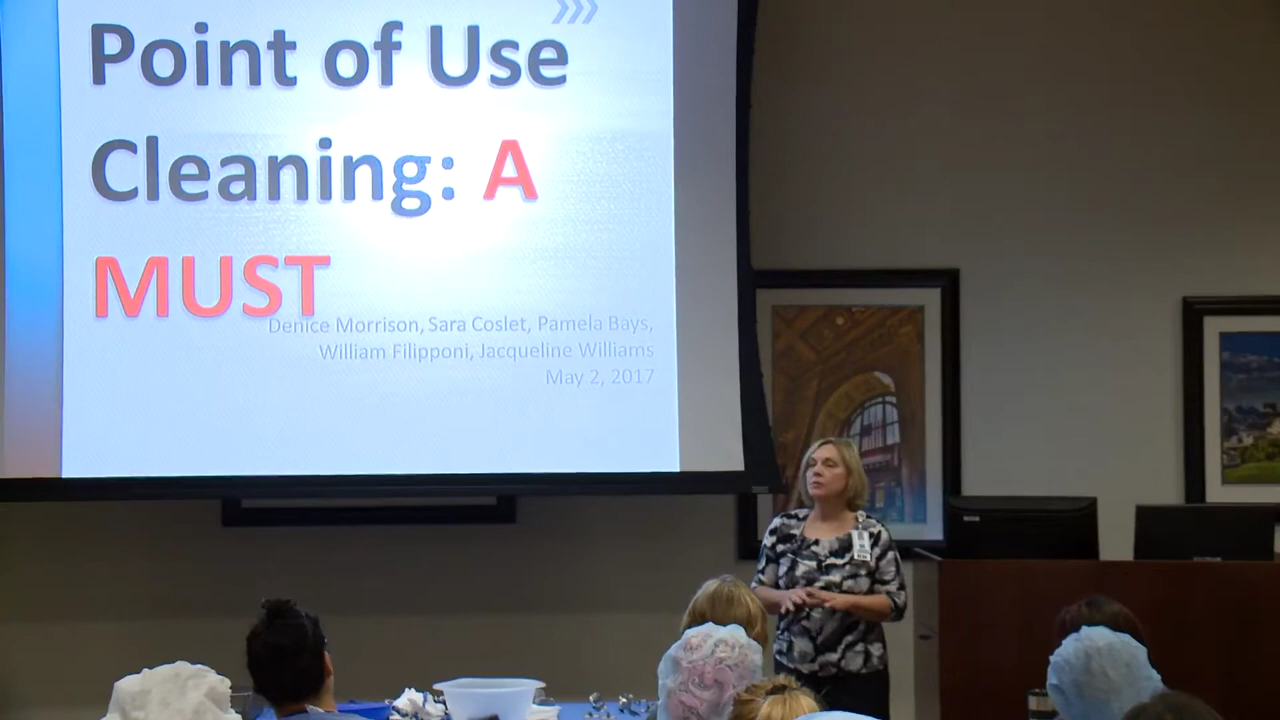 Point of Use
Cleaning: A
MUST
Denice Morrison, Sara Coslet, Pamela Bays,
William Filipponi, Jacqueline Williams
May 2, 2017